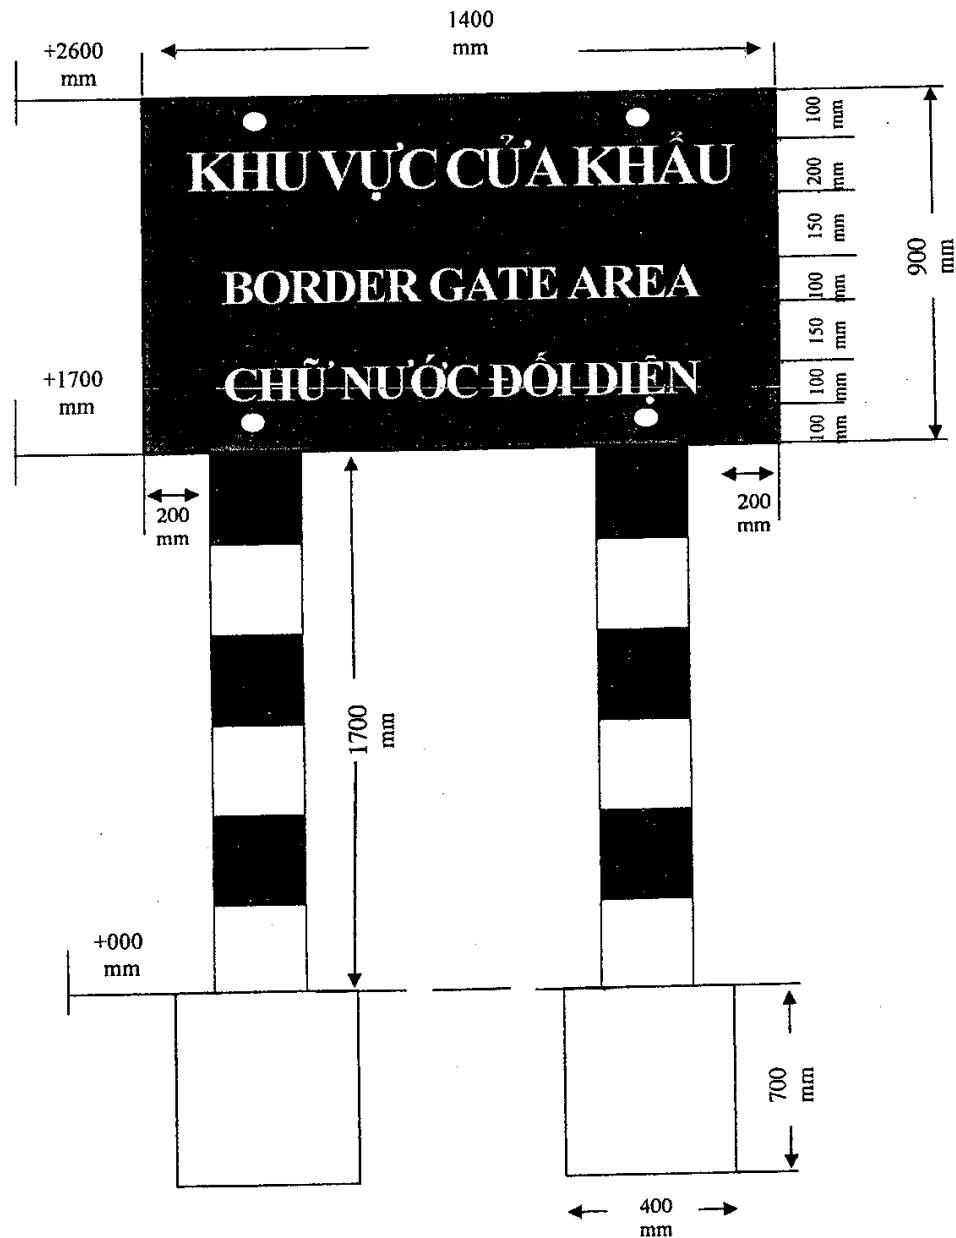 1400
mm
+2600
mm
100
mm
KHU VỰC CỬA KHẨU
200
mm
150
mm
900
mm
BORDER GATE AREA
100
mm
150
mm
+1700
mm
CHỮ NƯỚC ĐỐI DIỆN
100
mm
100
mm
200
mm
200
mm
1700
mm
+000
mm
700
mm
400
mm